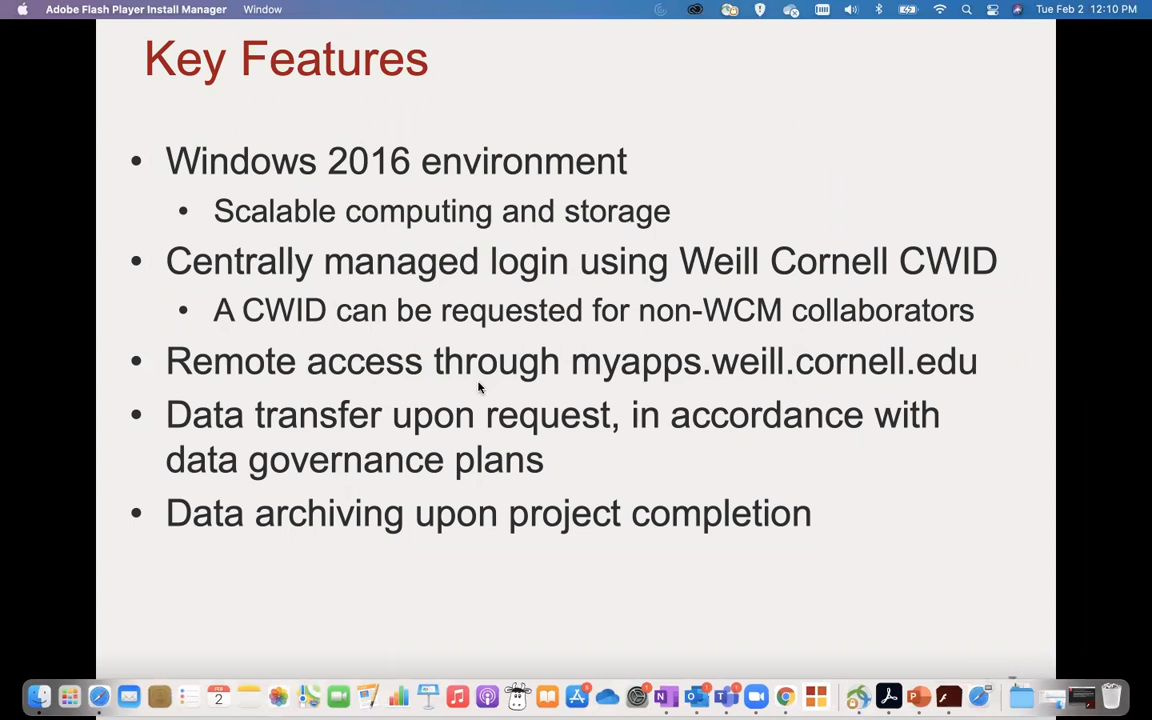 Adobe Flash Player Install Manager Window Tue Feb 2 12:10 PM
Key Features
• Windows 2016 environment
• Scalable computing and storage
• Centrally managed login using Weill Cornell CWID
• A CWID can be requested for non-WCM collaborators
• Remote access through myapps.weill.cornell.edu
• Data transfer upon request, in accordance with
data governance plans
• Data archiving upon project completion
FEB
2